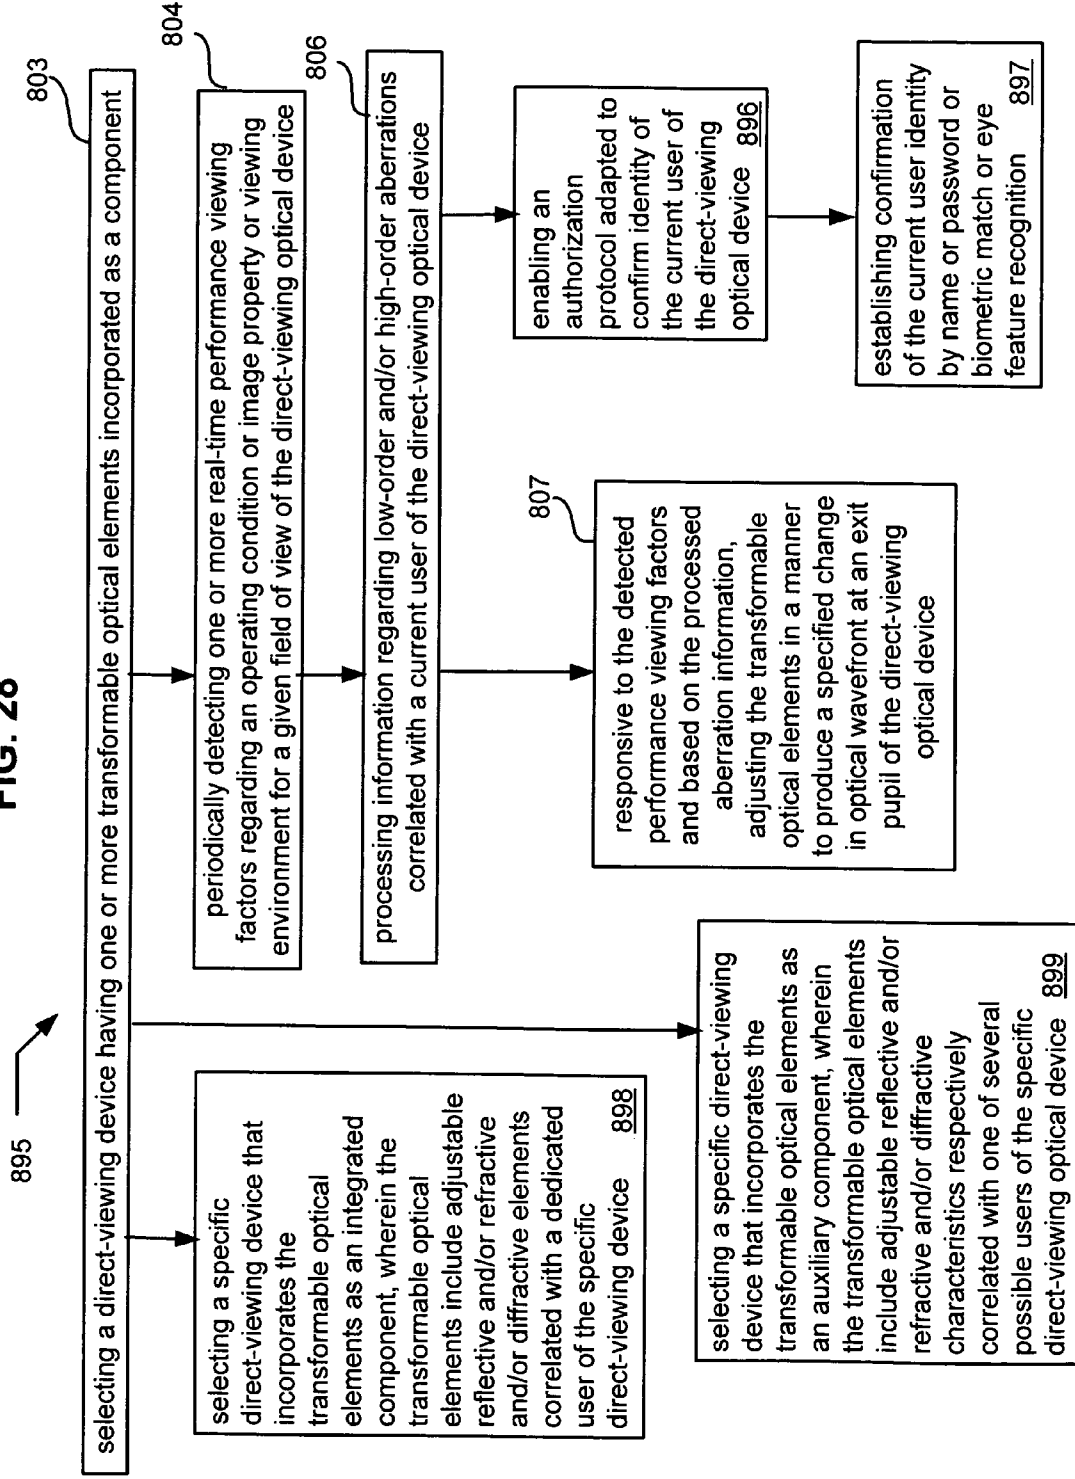 FIG. 28
895
803
selecting a direct-viewing device having one or more transformable optical elements incorporated as a component
804
periodically detecting one or more real-time performance viewing
factors regarding an operating condition or image property or viewing
environment for a given field of view of the direct-viewing optical device
806
processing information regarding low-order and/or high-order aberrations
correlated with a current user of the direct-viewing optical device
selecting a specific
direct-viewing device that
incorporates the
transformable optical
elements as an integrated
component, wherein the
transformable optical
elements include adjustable
reflective and/or refractive
and/or diffractive elements
correlated with a dedicated
user of the specific
direct-viewing device 898
807
responsive to the detected
performance viewing factors
and based on the processed
aberration information,
adjusting the transformable
optical elements in a manner
to produce a specified change
in optical wavefront at an exit
pupil of the direct-viewing
optical device
enabling an
authorization
protocol adapted to
confirm identity of
the current user of
the direct-viewing
optical device 896
selecting a specific direct-viewing
device that incorporates the
transformable optical elements as
an auxiliary component, wherein
the transformable optical elements
include adjustable reflective and/or
refractive and/or diffractive
characteristics respectively
correlated with one of several
possible users of the specific
direct-viewing optical device 899
establishing confirmation
of the current user identity
by name or password or
biometric match or eye
feature recognition 897